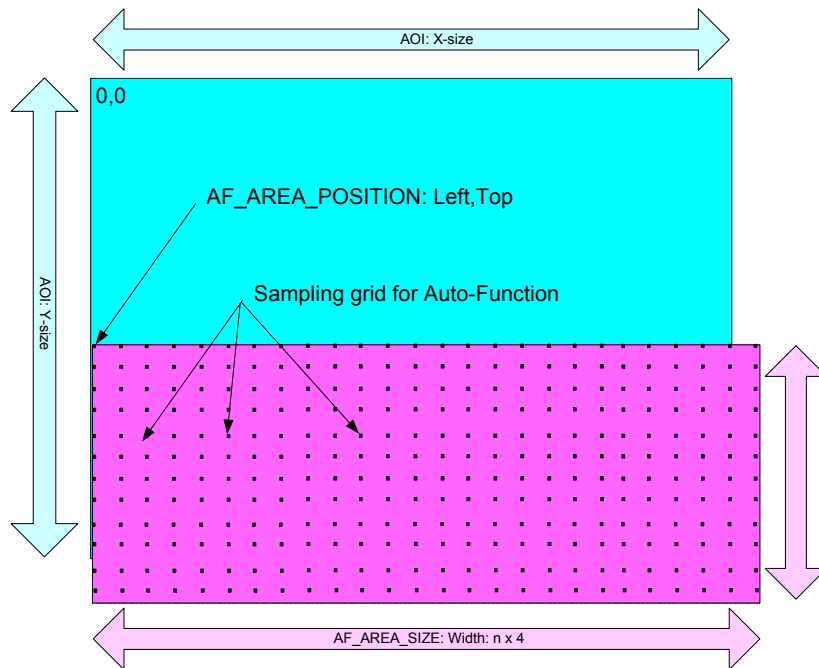 AOI: X-size
0,0
AF_AREA_POSITION: Left,Top
AOI: Y-size
Sampling grid for Auto-Function
AF_AREA_SIZE: Width: n x 4